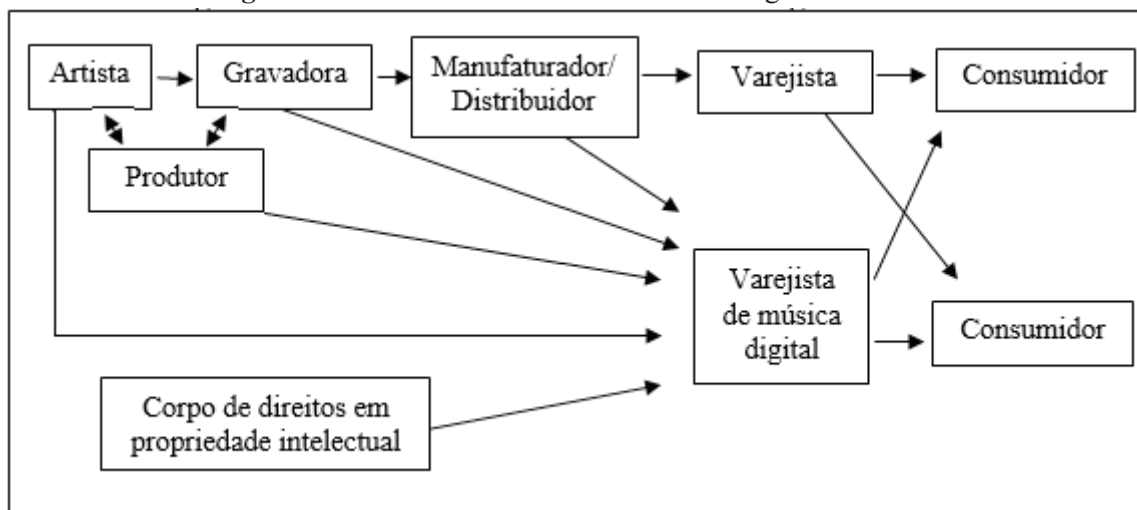 Artista
Gravadora
Manufaturador/
Distribuidor
Varejista
Consumidor
Produtor
Varejista
de música
digital
Consumidor
Corpo de direitos em
propriedade intelectual